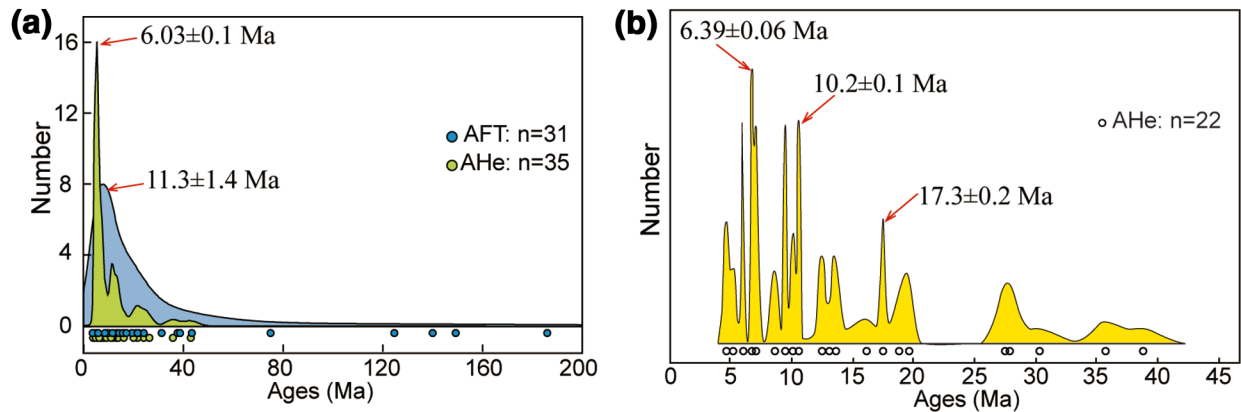 (a)
6.03±0.1 Ma
11.3±1.4 Ma
AFT: n=31
AHe: n=35
Number
16
12
8
4
0
0 40 80 120 160 200
Ages (Ma)
(b)
6.39±0.06 Ma
10.2±0.1 Ma
17.3±0.2 Ma
AHe: n=22
Number
0 5 10 15 20 25 30 35 40 45
Ages (Ma)